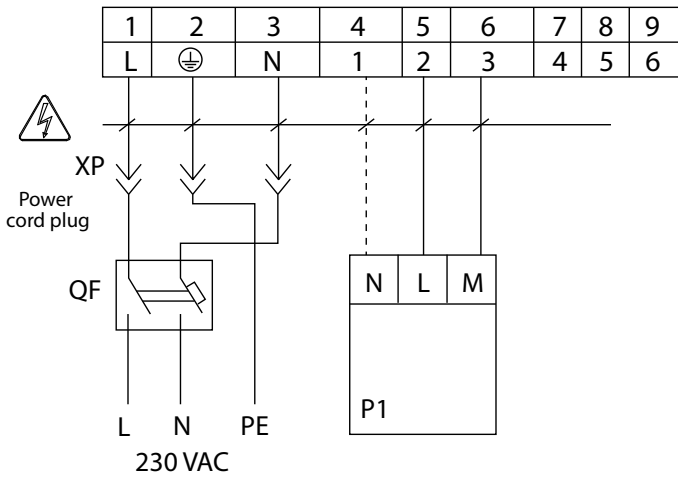 1 2 3 4 5 6 7 8 9
L N 1 2 3 4 5 6
XP
Power
cord plug
QF
N L M
P1
L N PE
230 VAC